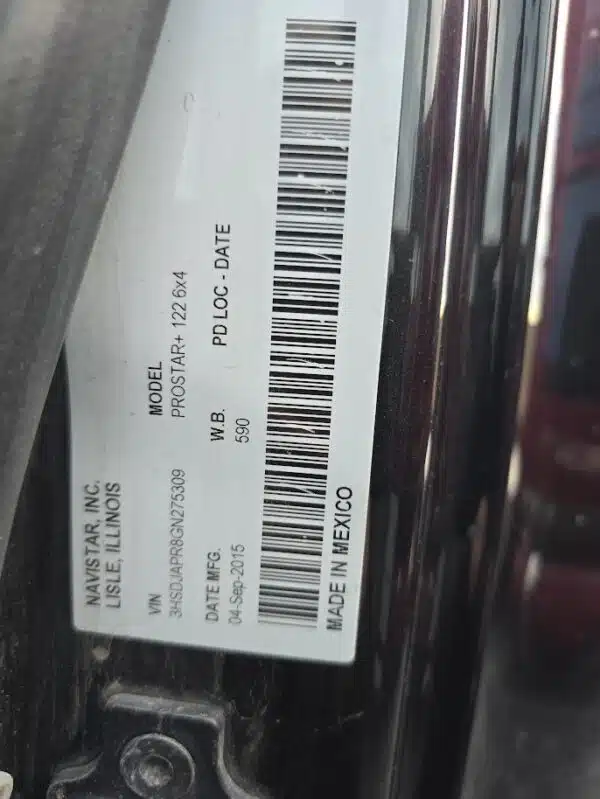 NAVISTAR, INC.
LISLE, ILLINOIS
VIN MODEL
3HSDJAPR8GN275309 PROSTAR+ 122 6x4
DATE MFG. W.B. PD LOC - DATE
04-Sep-2015 590
MADE IN MEXICO